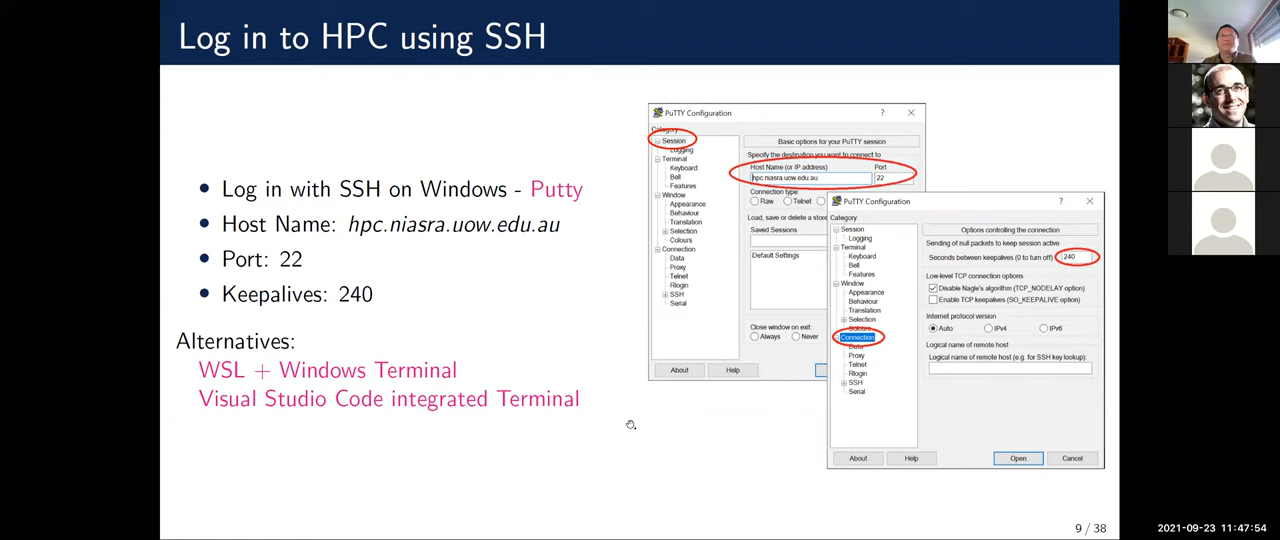 Log in to HPC using SSH
Log in with SSH on Windows - Putty
Host Name: hpc.niasra.uow.edu.au
Port: 22
Keepalives: 240
Alternatives:
WSL + Windows Terminal
Visual Studio Code integrated Terminal
PuTTY Configuration
?
Category:
Session
Logging
Terminal
Keyboard
Bell
Features
Window
Appearance
Behaviour
Translation
Selection
Colours
Connection
Data
Proxy
Telnet
Rlogin
SSH
Serial
Basic options for your PuTTY session
Specify the destination you want to connect to
Host Name (or IP address) Port
hpc.niasra.uow.edu.au 22
Connection type
Raw Telnet
Load, save or delete a store
Saved Sessions
Default Settings
Close window on exit:
Always Never
About Help
PuTTY Configuration
?
Category:
Session
Logging
Terminal
Keyboard
Bell
Features
Window
Appearance
Behaviour
Translation
Selection
Colours
Connection
Data
Proxy
Telnet
Rlogin
SSH
Serial
Options controlling the connection
Sending of null packets to keep session active
Seconds between keepalives (0 to turn off) 240
Low-level TCP connection options
Disable Nagle's algorithm (TCP_NODELAY option)
Enable TCP keepalives (SO_KEEPALIVE option)
Internet protocol version
Auto IPv4 IPv6
Logical name of remote host
Logical name of remote host (e.g. for SSH key lookup):
About Help Open Cancel
9 / 38
2021-09-23 11:47:54